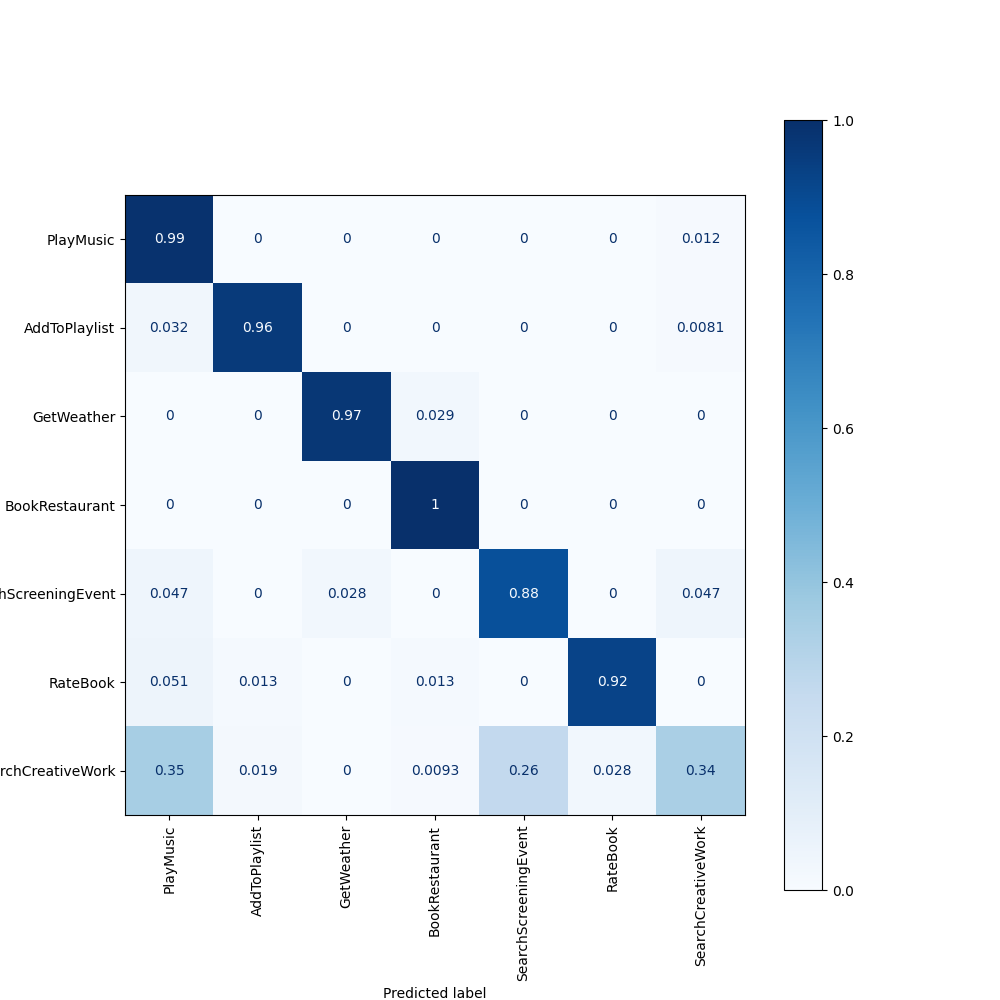 1.0
0.8
0.6
0.4
0.2
0.0
PlayMusic 0.99 0 0 0 0 0 0.012
AddToPlaylist 0.032 0.96 0 0 0 0 0.0081
GetWeather 0 0 0.97 0.029 0 0 0
BookRestaurant 0 0 0 1 0 0 0
hScreeningEvent 0.047 0 0.028 0 0.88 0 0.047
RateBook 0.051 0.013 0 0.013 0 0.92 0
rchCreativeWork 0.35 0.019 0 0.0093 0.26 0.028 0.34
PlayMusic
AddToPlaylist
GetWeather
BookRestaurant
SearchScreeningEvent
RateBook
SearchCreativeWork
Predicted label